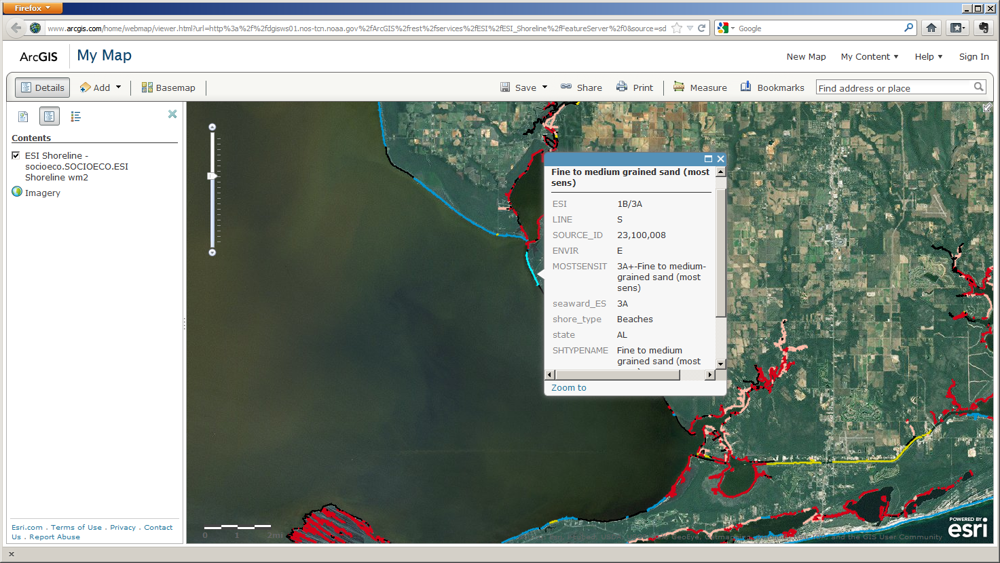 Firefox
www.arcgis.com/home/webmap/viewer.html?url=http%3a%2f%2fdgisws01.nos-tcn.noaa.gov%2fArcGIS%2frest%2fservices%2fESI%2fESI_Shoreline%2fFeatureServer%2f0&source=sd
Google
ArcGIS
My Map
New Map
My Content
Help
Sign In
Details
Add
Basemap
Save
Share
Print
Measure
Bookmarks
Find address or place
Contents
ESI Shoreline -
socioeco.SOCIOECO.ESI
Shoreline wm2
Imagery
Fine to medium grained sand (most
sens)
ESI 1B/3A
LINE S
SOURCE_ID 23,100,008
ENVIR E
MOSTSENSIT 3A+-Fine to medium-
grained sand (most
sens)
seaward_ES 3A
shore_type Beaches
state AL
SHTYPENAME Fine to medium
grained sand (most
Zoom to
0 1 2mi
Esri.com . Terms of Use . Privacy . Contact
Us . Report Abuse
POWERED BY
esri
GeoEye, Getmapping, and the GIS User Community